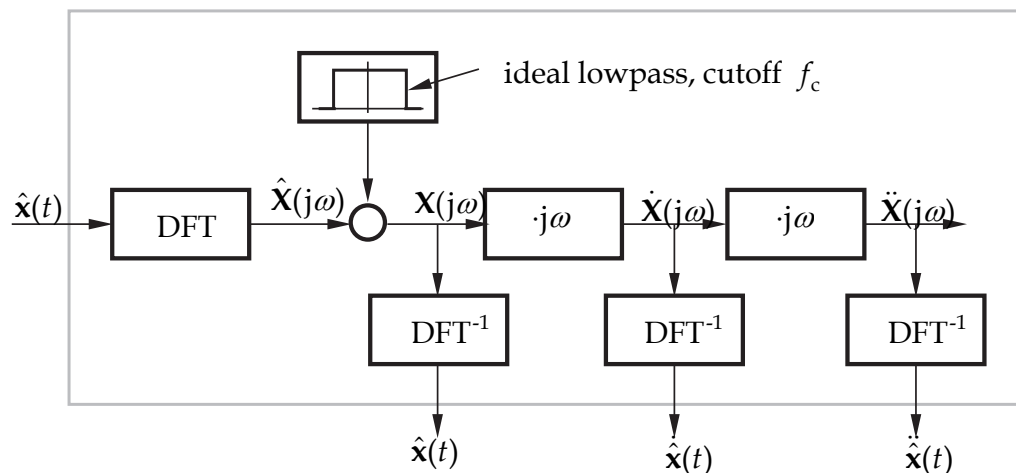 ideal lowpass, cutoff f_c
x̂(t) DFT X̂(jω) X(jω) ·jω Ẋ(jω) ·jω Ẍ(jω)
DFT⁻¹ DFT⁻¹ DFT⁻¹
x̂(t) x̂̇(t) x̂̈(t)